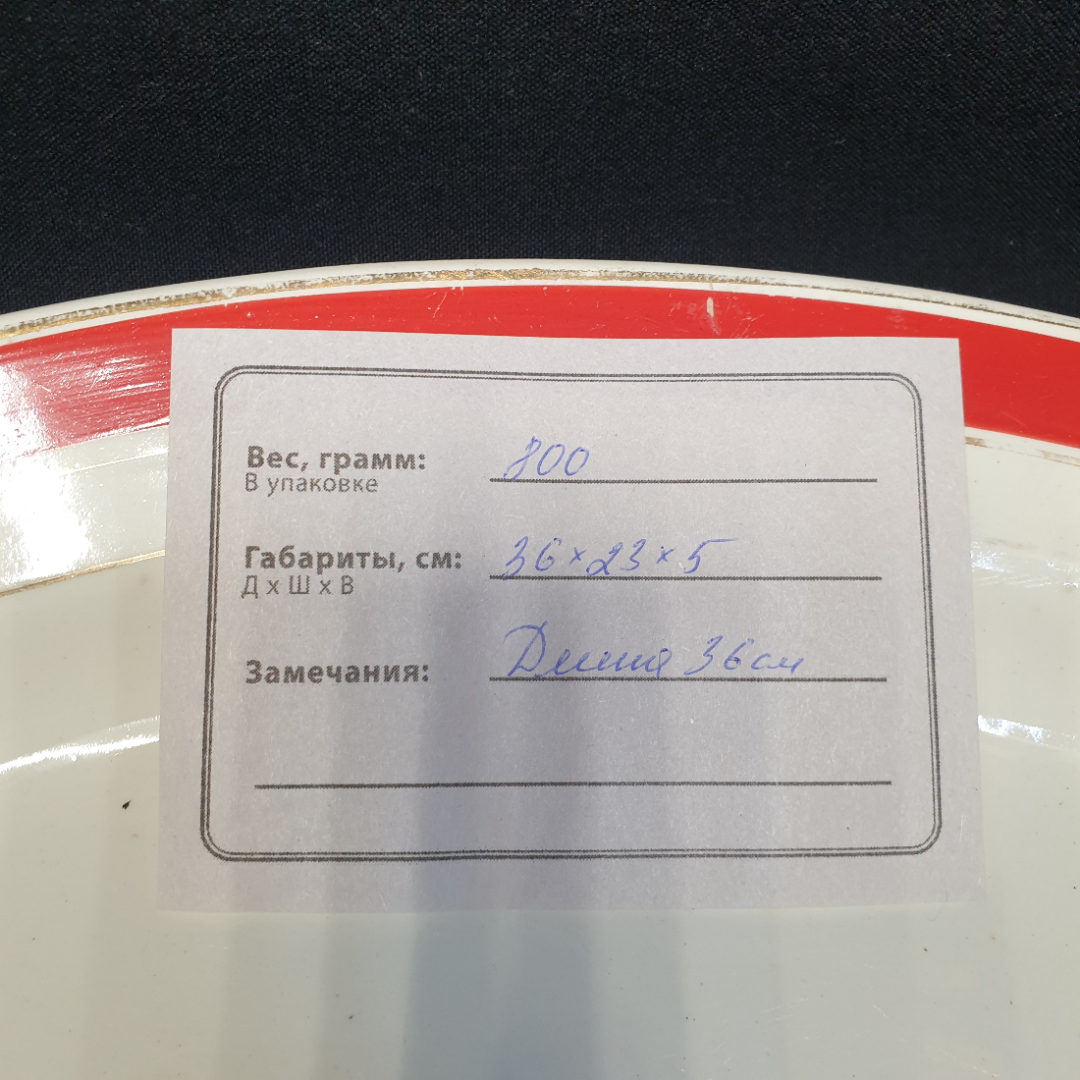 Вес, грамм: 800
В упаковке
Габариты, см: 36×23×5
Д х Ш х В
Замечания: Длина 36см